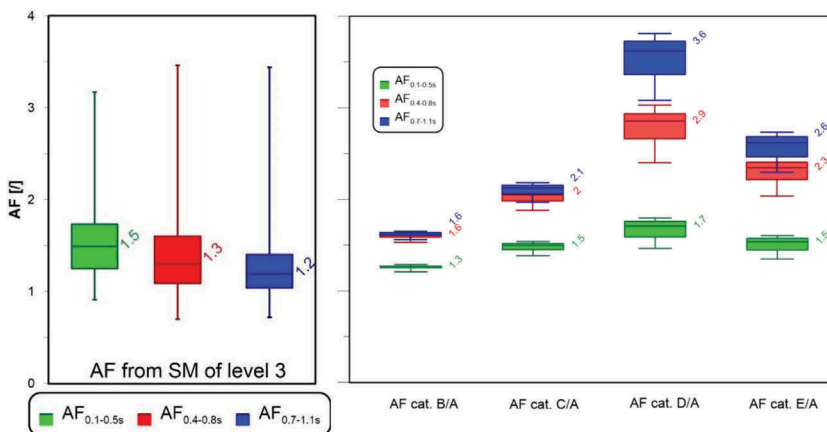 4
3
2
1
0
AF [/]
1.5
1.3
1.2
AF from SM of level 3
AF0.1-0.5s AF0.4-0.8s AF0.7-1.1s
AF0.1-0.5s
AF0.4-0.8s
AF0.7-1.1s
1.6
1.6
1.3
2.1
2
1.5
3.6
2.9
1.7
2.6
2.3
1.5
AF cat. B/A AF cat. C/A AF cat. D/A AF cat. E/A